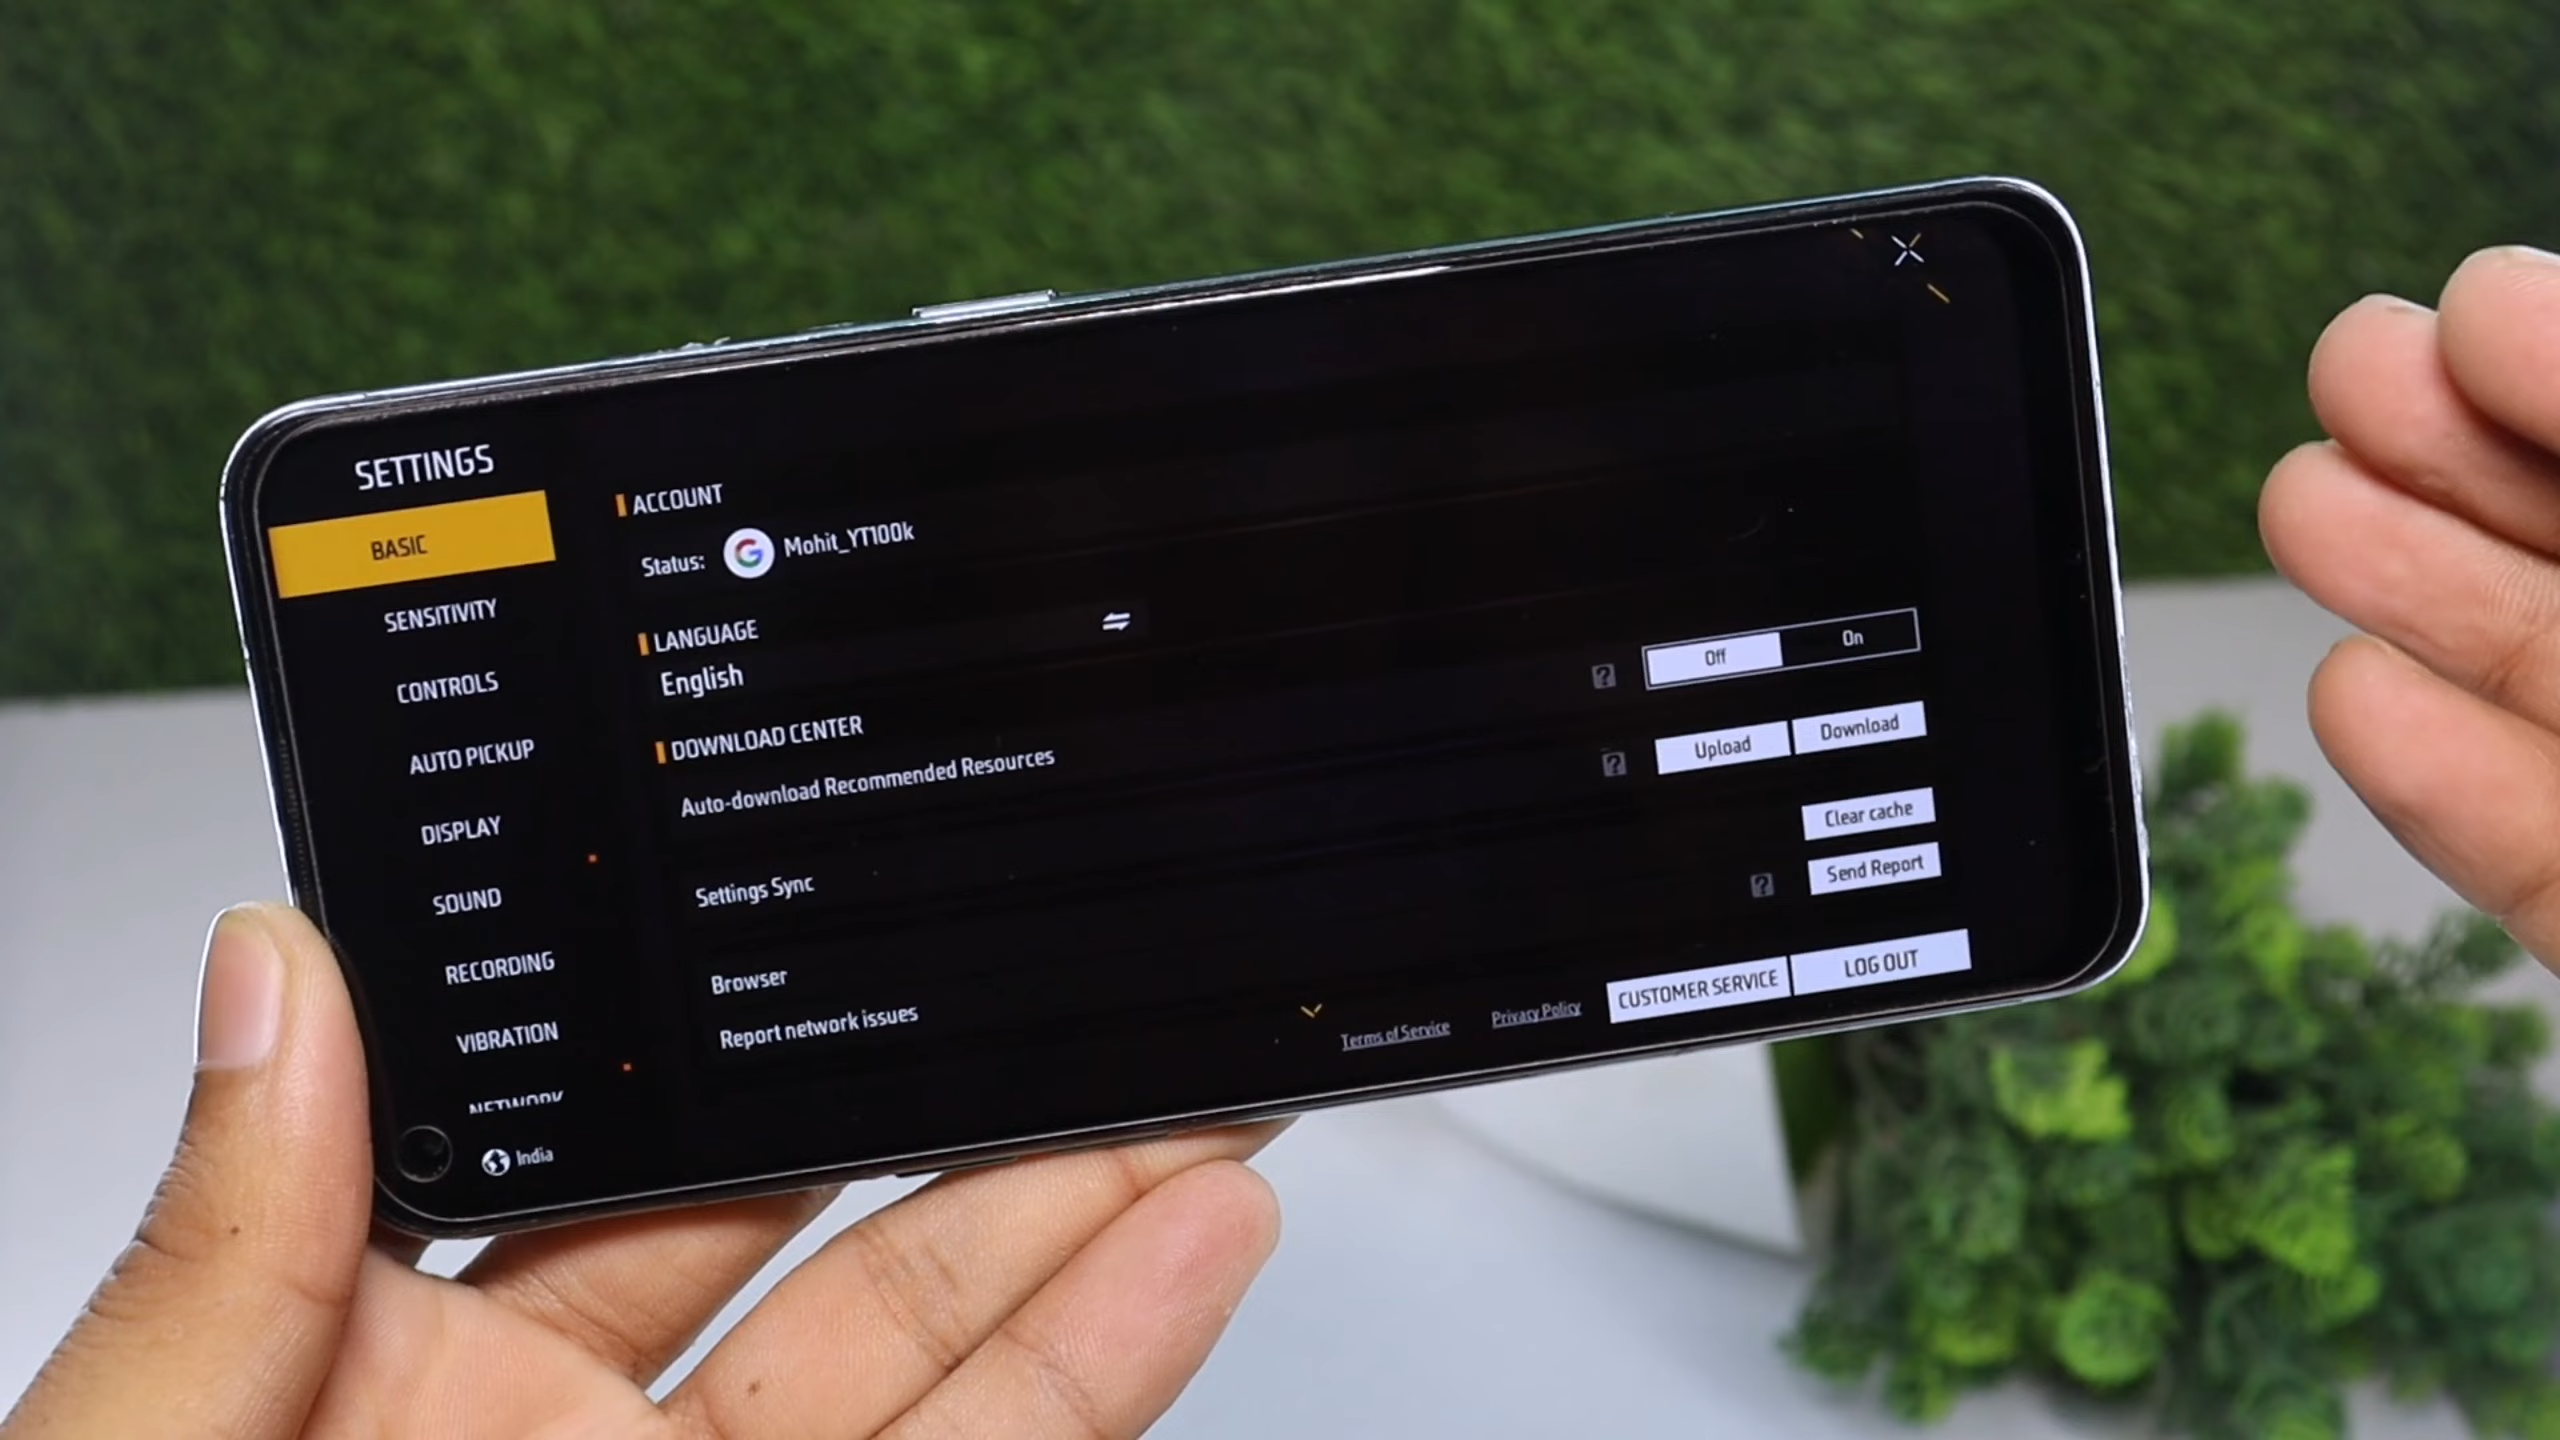 SETTINGS
BASIC
SENSITIVITY
CONTROLS
AUTO PICKUP
DISPLAY
SOUND
RECORDING
VIBRATION
NETWORK
India
ACCOUNT
Status: G Mohit_YT100k
LANGUAGE
English
DOWNLOAD CENTER
Auto-download Recommended Resources ? Off On
Settings Sync ? Upload Download
Browser Clear cache
Report network issues ? Send Report
Terms of Service Privacy Policy CUSTOMER SERVICE LOG OUT